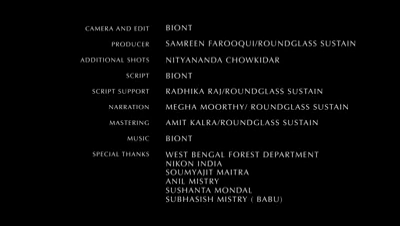 CAMERA AND EDIT BIONT
PRODUCER SAMREEN FAROOQUI/ROUNDGLASS SUSTAIN
ADDITIONAL SHOTS NITYANANDA CHOWKIDAR
SCRIPT BIONT
SCRIPT SUPPORT RADHIKA RAJ/ROUNDGLASS SUSTAIN
NARRATION MEGHA MOORTHY/ ROUNDGLASS SUSTAIN
MASTERING AMIT KALRA/ROUNDGLASS SUSTAIN
MUSIC BIONT
SPECIAL THANKS WEST BENGAL FOREST DEPARTMENT
NIKON INDIA
SOUMYAJIT MAITRA
ANIL MISTRY
SUSHANTA MONDAL
SUBHASISH MISTRY ( BABU)